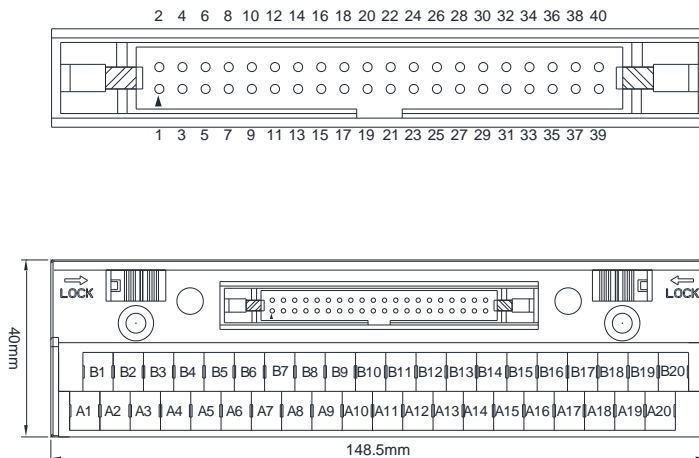 2 4 6 8 10 12 14 16 18 20 22 24 26 28 30 32 34 36 38 40
1 3 5 7 9 11 13 15 17 19 21 23 25 27 29 31 33 35 37 39
LOCK LOCK
40mm
B1 B2 B3 B4 B5 B6 B7 B8 B9 B10 B11 B12 B13 B14 B15 B16 B17 B18 B19 B20
A1 A2 A3 A4 A5 A6 A7 A8 A9 A10 A11 A12 A13 A14 A15 A16 A17 A18 A19 A20
148.5mm